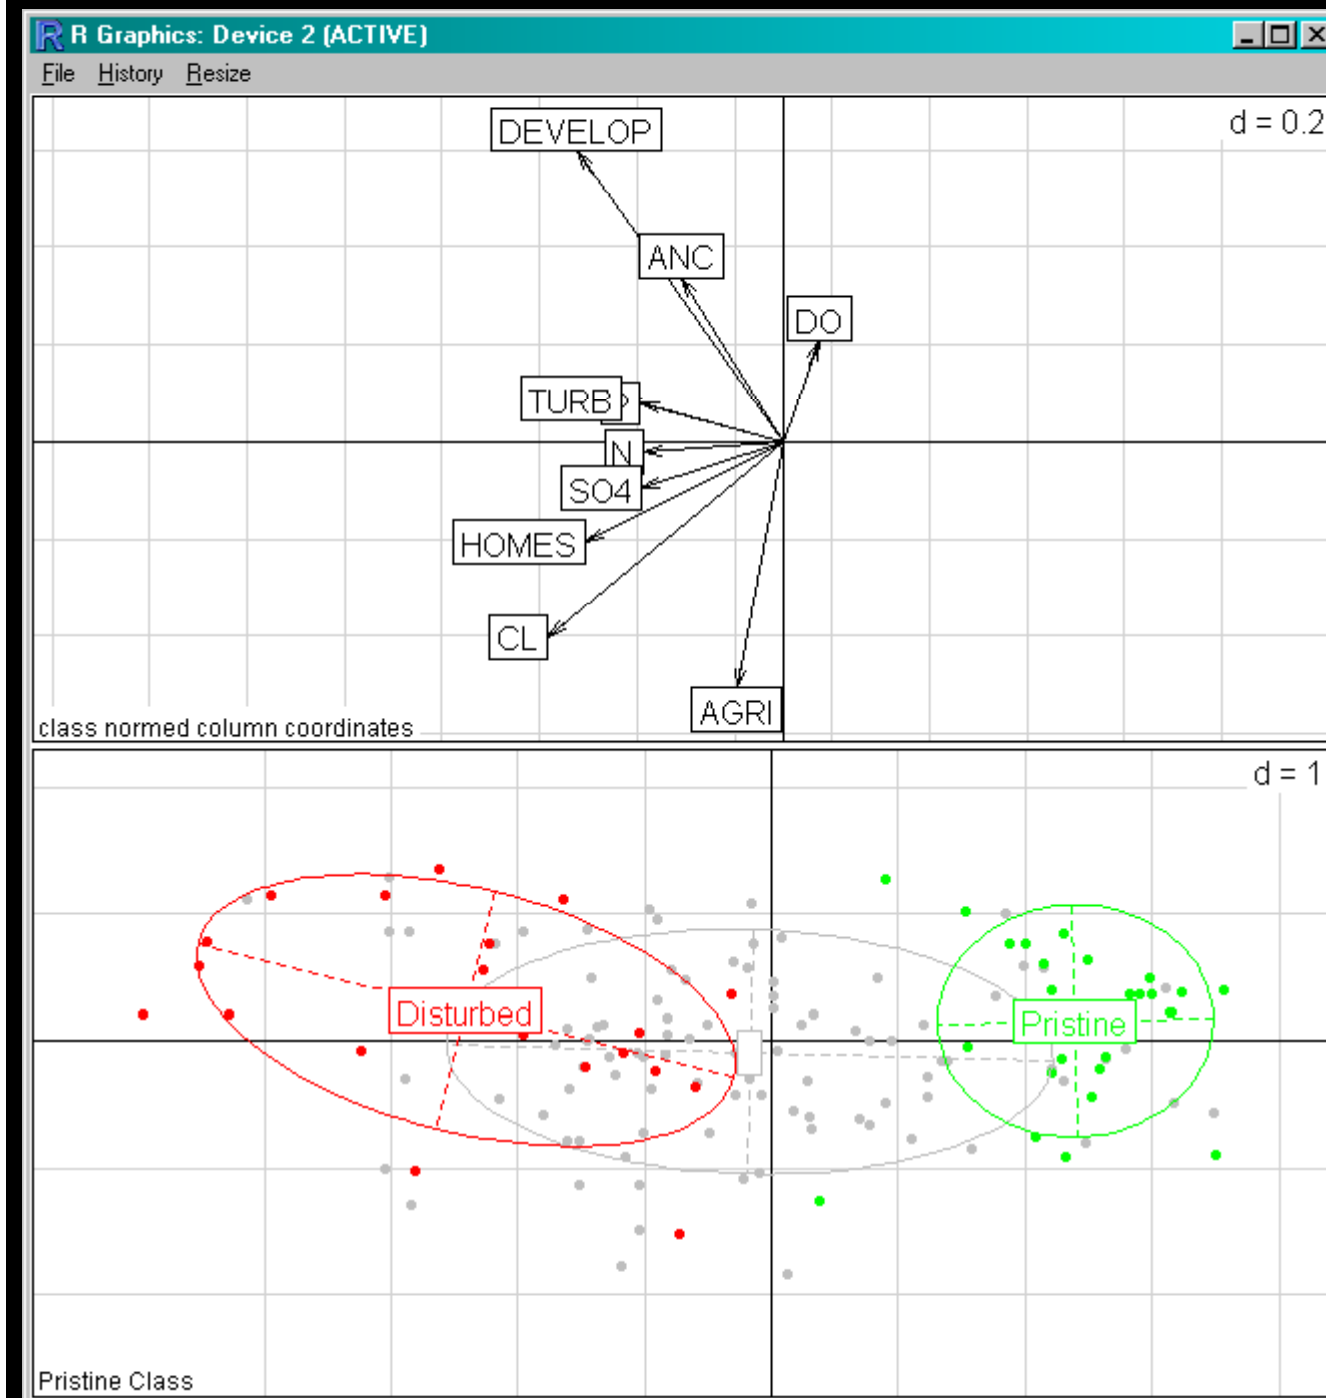 R Graphics: Device 2 (ACTIVE)
File History Resize
d = 0.2
DEVELOP
ANC
DO
TURB
N
SO4
HOMES
CL
AGRI
class normed column coordinates
d = 1
Disturbed
Pristine
Pristine Class